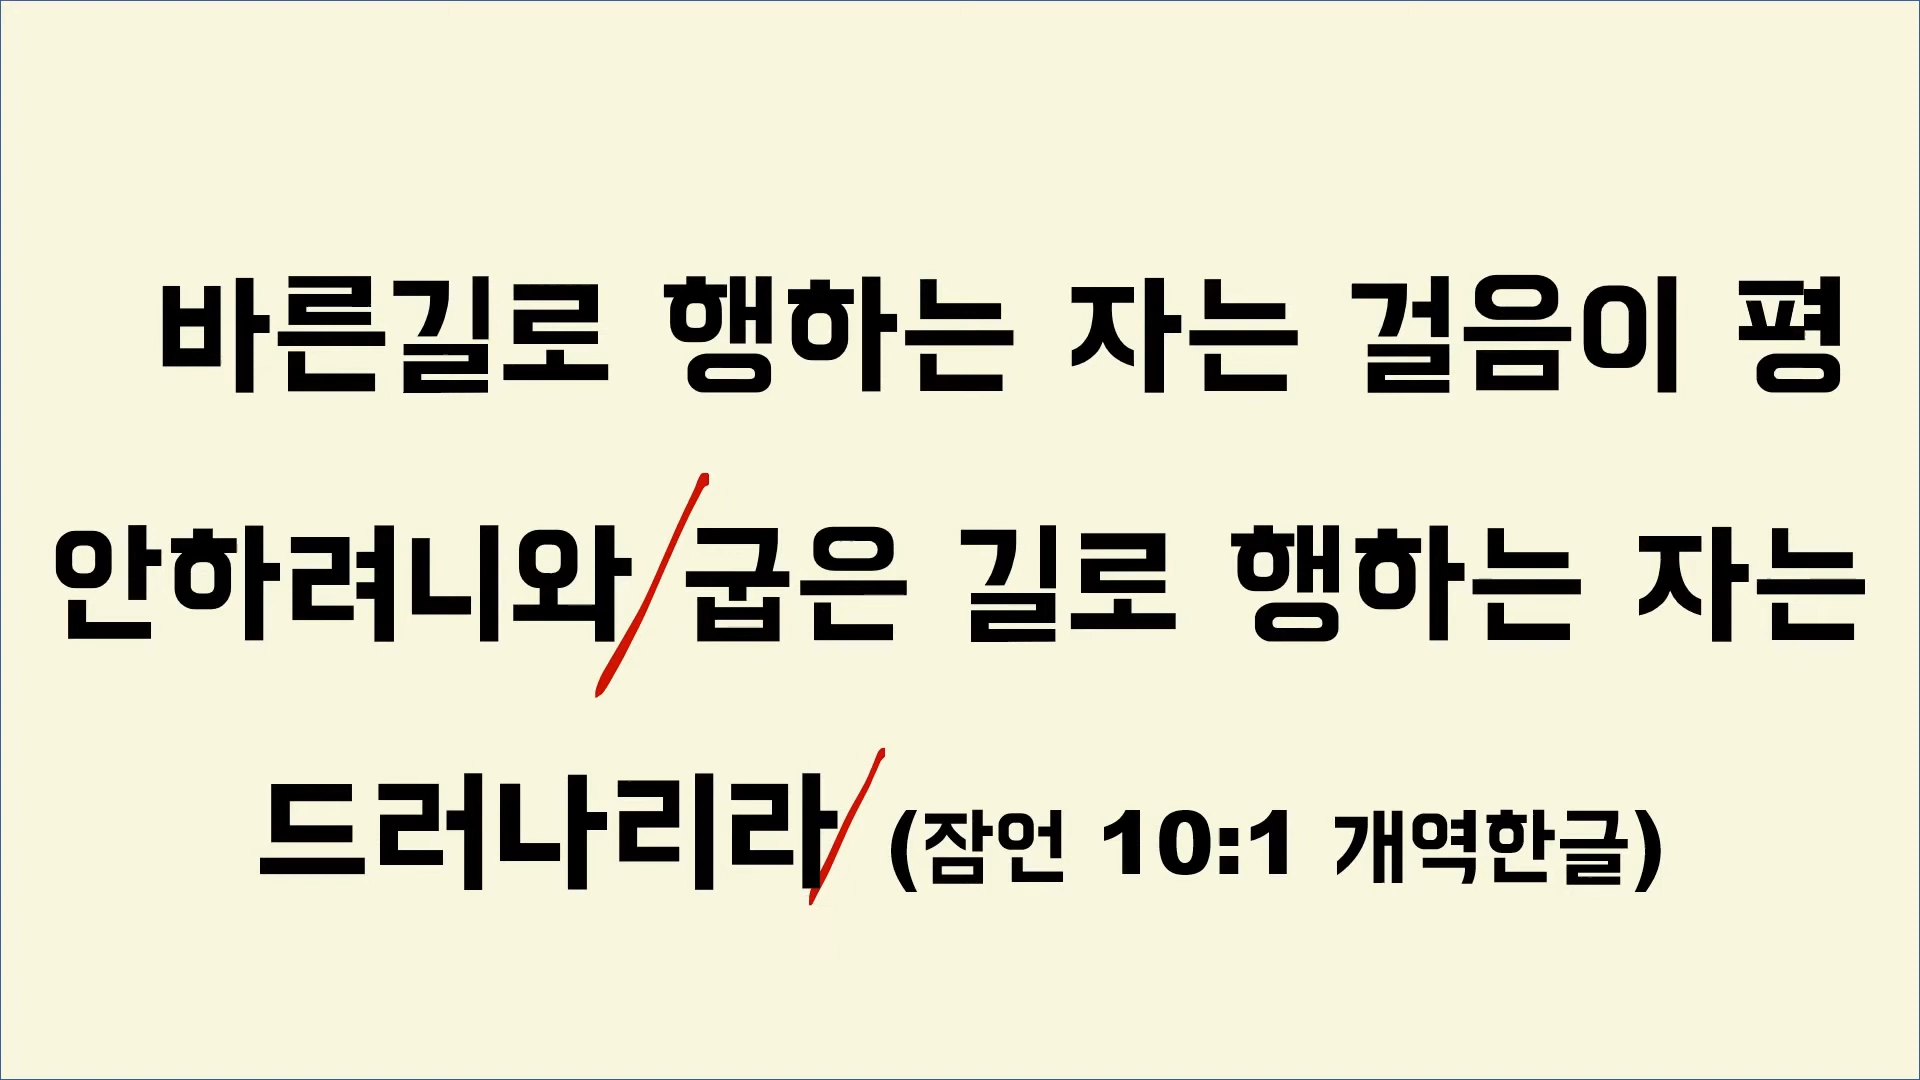 바른길로 행하는 자는 걸음이 평
안하려니와 굽은 길로 행하는 자는
드러나리라 (잠언 10:1 개역한글)